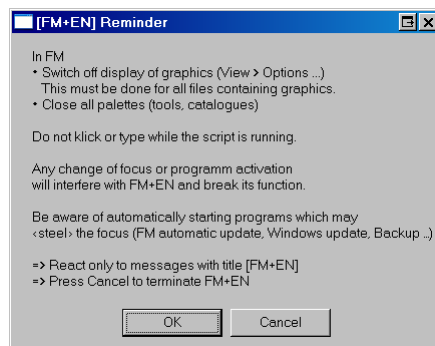 [FM+EN] Reminder
In FM
• Switch off display of graphics (View > Options ...)
This must be done for all files containing graphics.
• Close all palettes (tools, catalogues)
Do not klick or type while the script is running.
Any change of focus or programm activation
will interfere with FM+EN and break its function.
Be aware of automatically starting programs which may
‹steel› the focus (FM automatic update, Windows update, Backup ..)
=> React only to messages with title [FM+EN]
=> Press Cancel to terminate FM+EN
OK Cancel